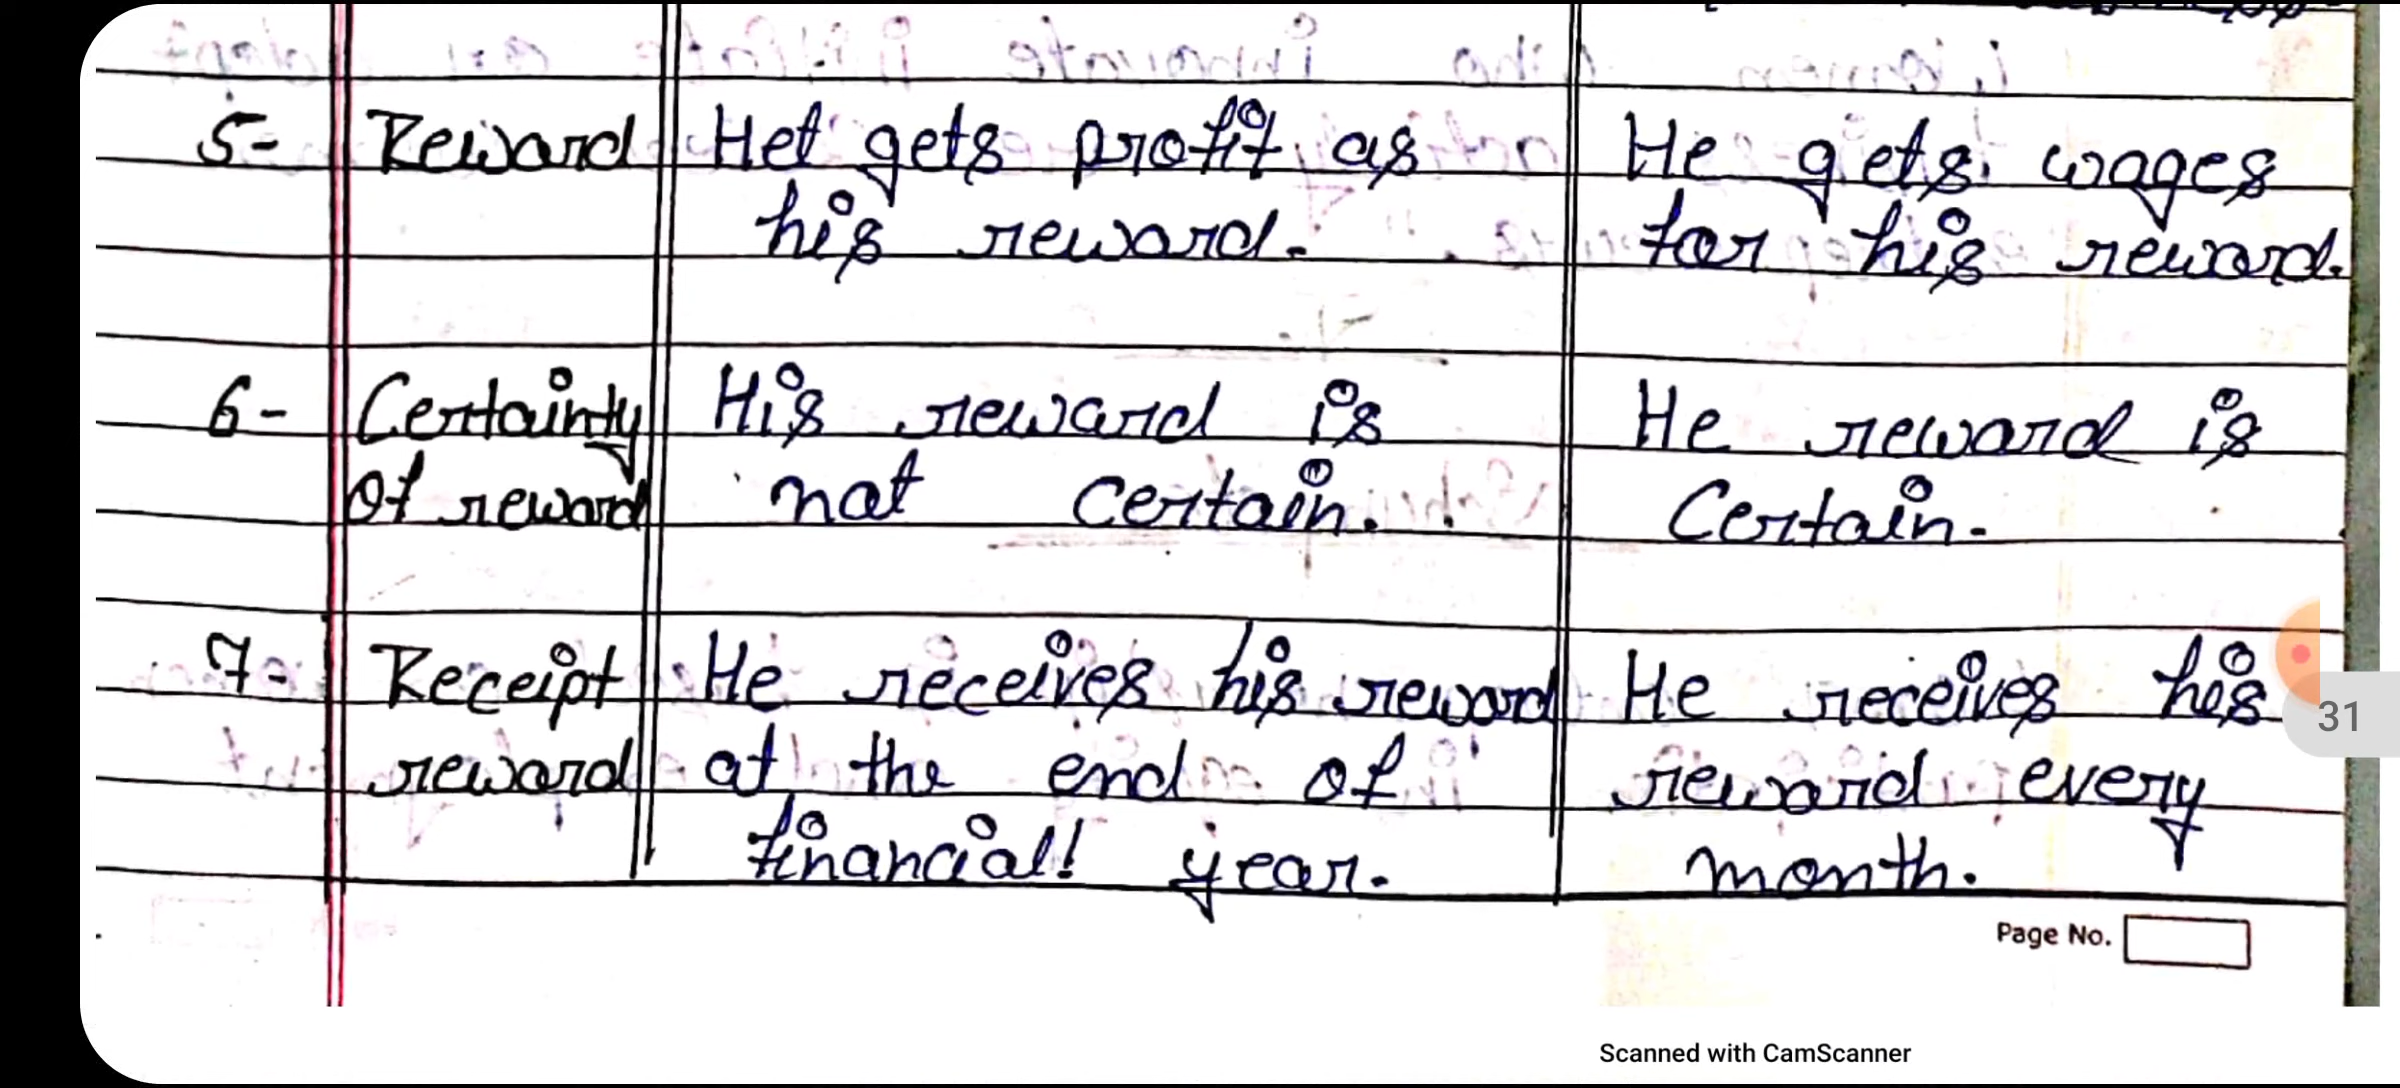 5- Reward Het gets profit as He gets wages
his reward. for his reward.
6- Certainty His reward is He reward is
of reward not certain. Certain.
7- Receipt He receives his reward He receives his
reward at the end of reward every
financial! year. month.
31
Page No.
Scanned with CamScanner